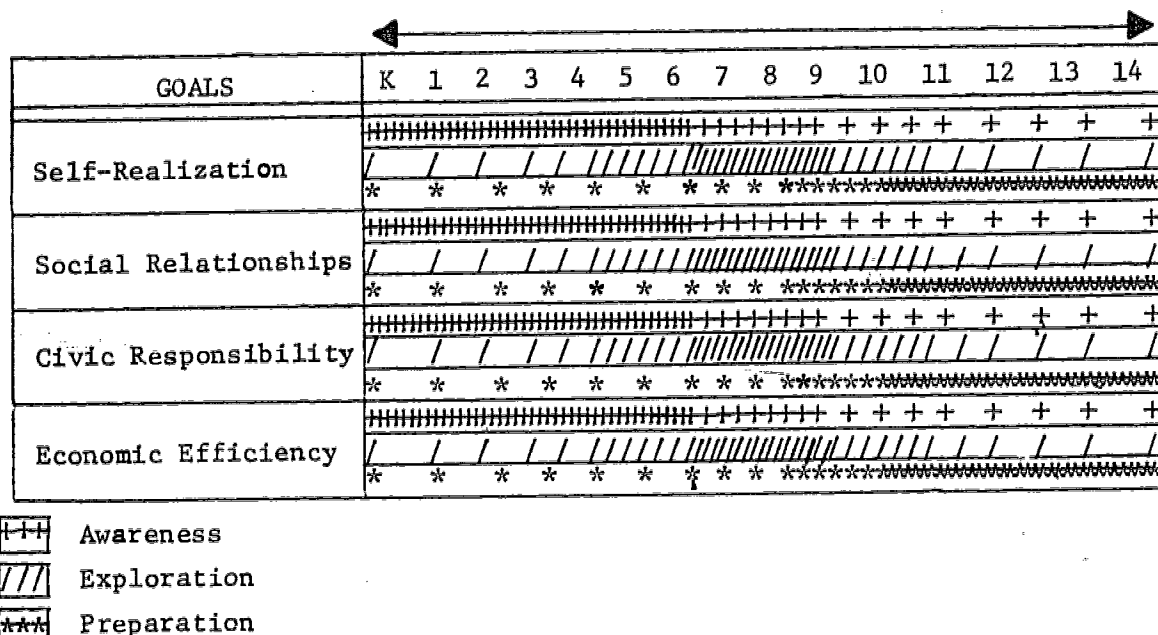 GOALS K 1 2 3 4 5 6 7 8 9 10 11 12 13 14
Self-Realization
Social Relationships
Civic Responsibility
Economic Efficiency
+++ Awareness
/// Exploration
*** Preparation